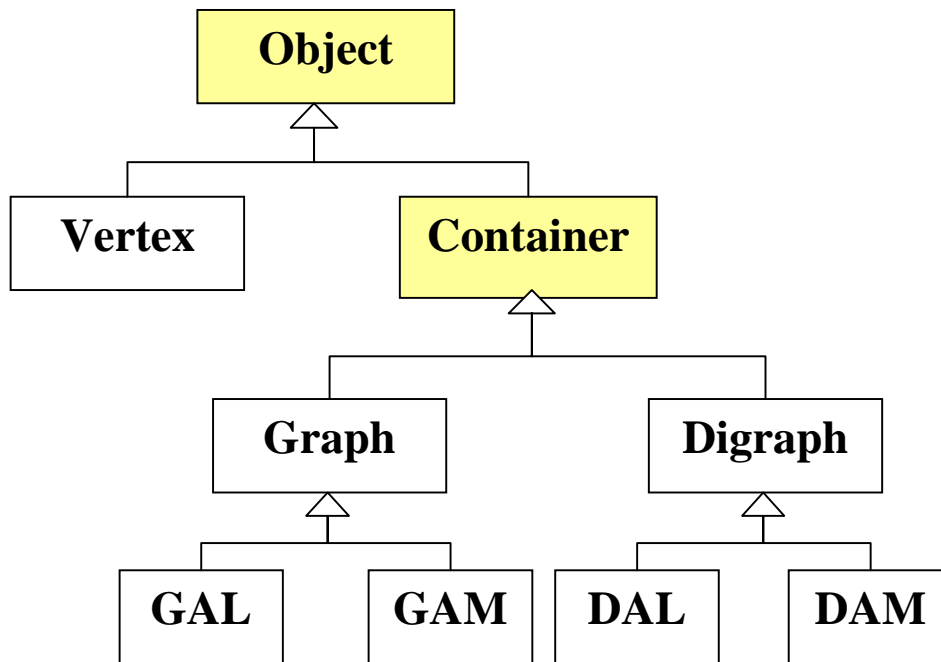 Object
Vertex
Container
Graph
Digraph
GAL
GAM
DAL
DAM